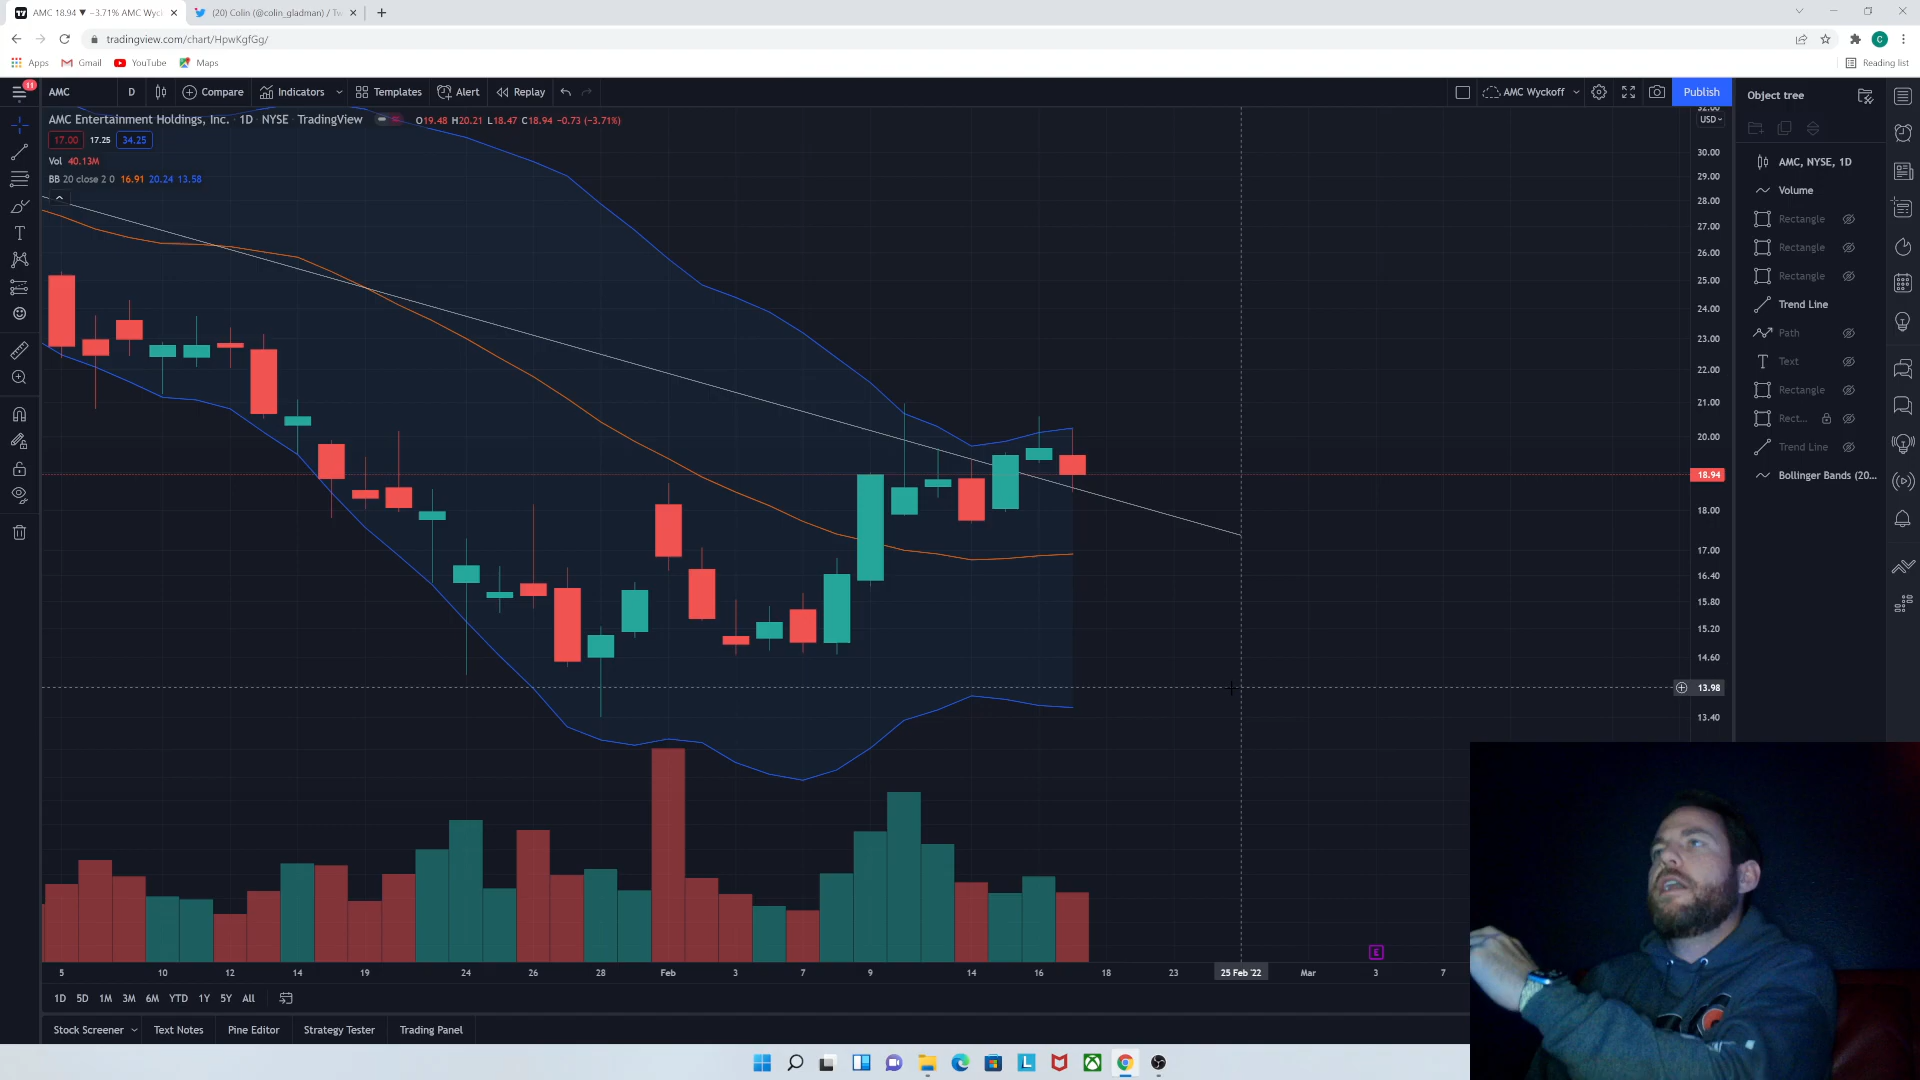 AMC 18.94 ▼ −3.71% AMC Wyc
(20) Colin (@colin_gladman) / Tw
tradingview.com/chart/HpwKgfGg/
Apps Gmail YouTube Maps Reading list
11 AMC D Compare Indicators Templates Alert Replay AMC Wyckoff Publish Object tree
AMC Entertainment Holdings, Inc. · 1D · NYSE · TradingView O19.48 H20.21 L18.47 C18.94 −0.73 (−3.71%)
17.00 17.25 34.25
Vol 40.13M
BB 20 close 2 0 16.91 20.24 13.58
32.00
USD
30.00
29.00
28.00
27.00
26.00
25.00
24.00
23.00
22.00
21.00
20.00
18.94
18.00
17.00
16.40
15.80
15.20
14.60
13.98
13.40
AMC, NYSE, 1D
Volume
Rectangle
Rectangle
Rectangle
Trend Line
Path
Text
Rectangle
Rect...
Trend Line
Bollinger Bands (20...
E
5 10 12 14 19 24 26 28 Feb 3 7 9 14 16 18 23 25 Feb '22 Mar 3 7
1D 5D 1M 3M 6M YTD 1Y 5Y All
Stock Screener Text Notes Pine Editor Strategy Tester Trading Panel